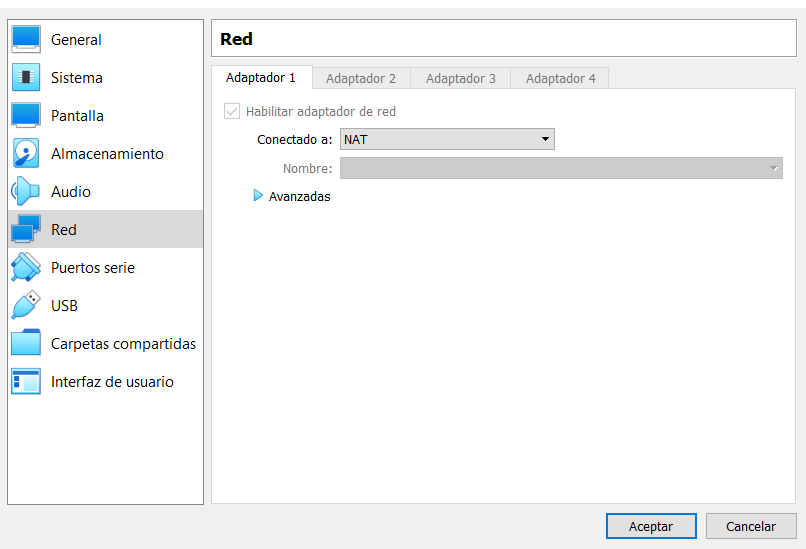 General
Sistema
Pantalla
Almacenamiento
Audio
Red
Puertos serie
USB
Carpetas compartidas
Interfaz de usuario
Red
Adaptador 1 Adaptador 2 Adaptador 3 Adaptador 4
Habilitar adaptador de red
Conectado a: NAT
Nombre:
Avanzadas
Aceptar Cancelar